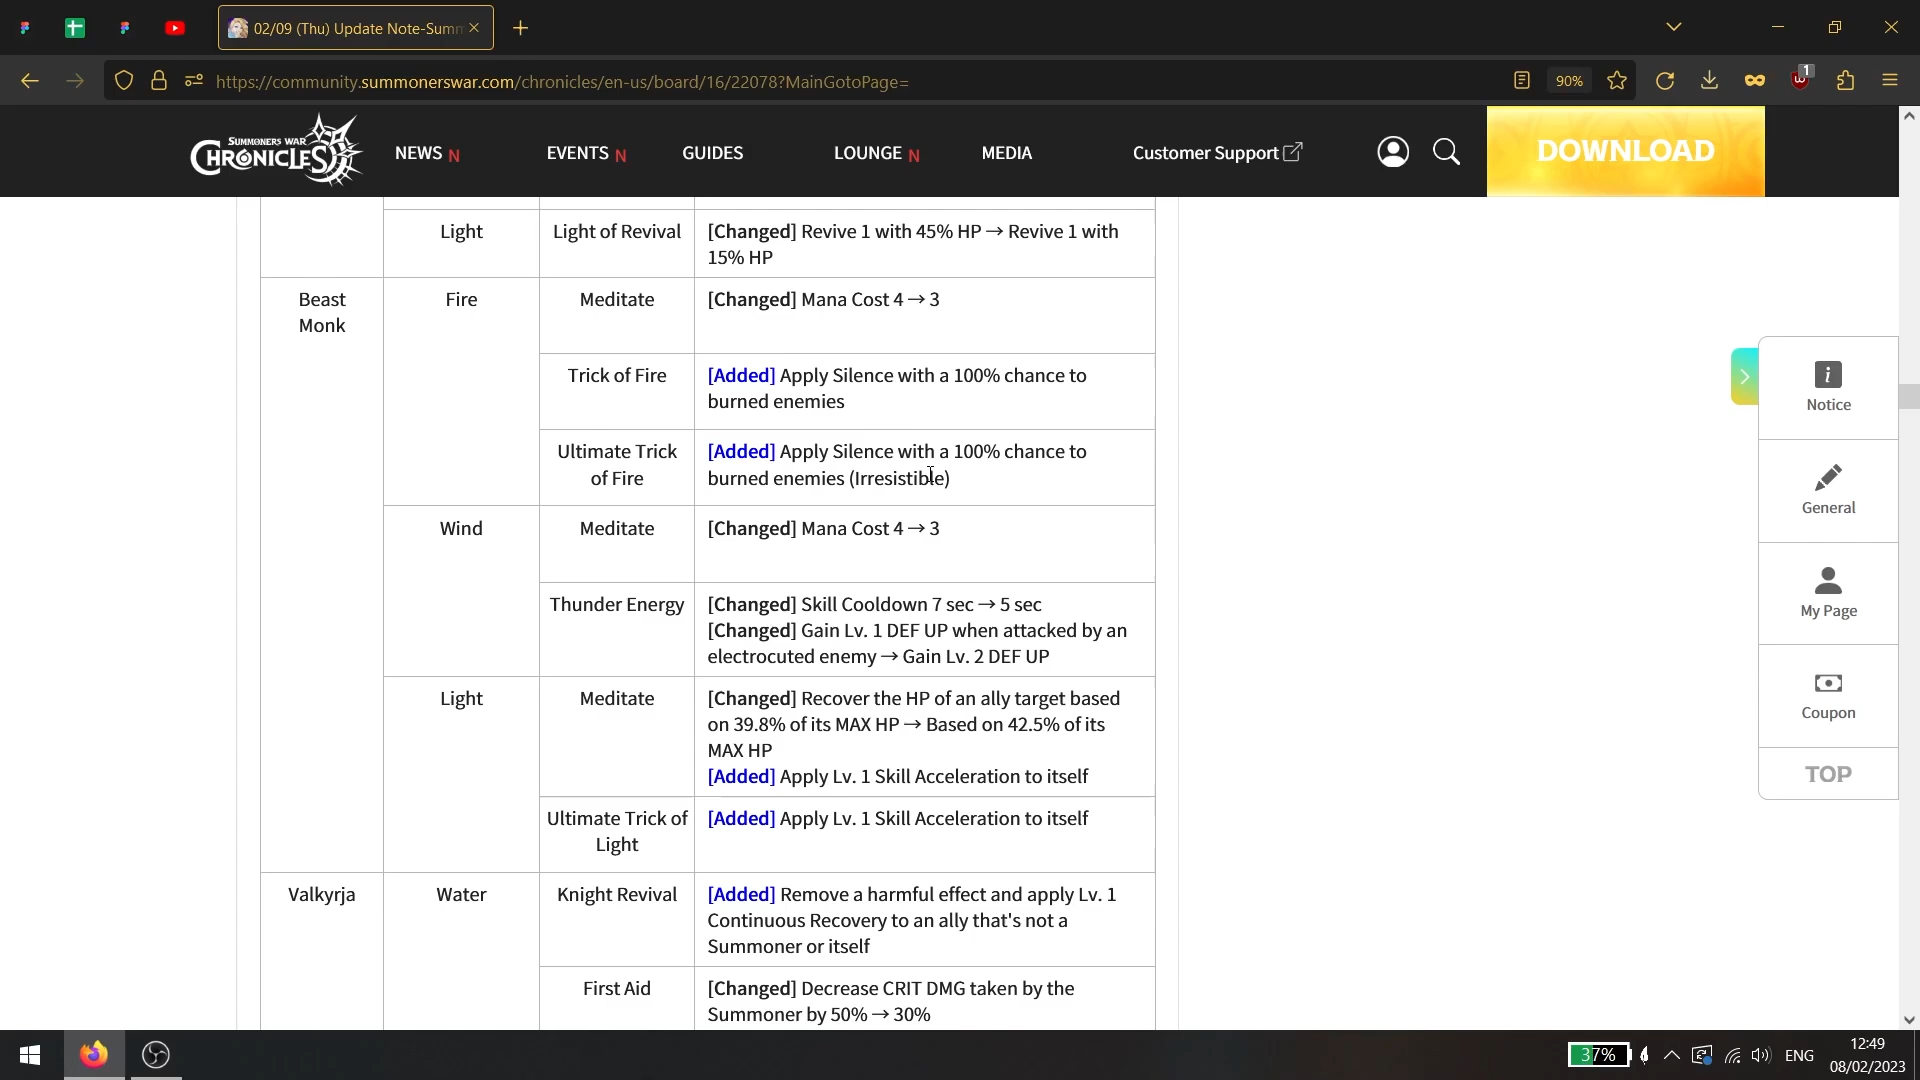 02/09 (Thu) Update Note-Summ
https://community.summonerswar.com/chronicles/en-us/board/16/22078?MainGotoPage=
90%
1
SUMMONERS WAR
CHRONICLES
NEWS N
EVENTS N
GUIDES
LOUNGE N
MEDIA
Customer Support
DOWNLOAD
Light
Light of Revival
[Changed] Revive 1 with 45% HP → Revive 1 with
15% HP
Beast
Monk
Fire
Meditate
[Changed] Mana Cost 4 → 3
Trick of Fire
[Added] Apply Silence with a 100% chance to
burned enemies
Ultimate Trick
of Fire
[Added] Apply Silence with a 100% chance to
burned enemies (Irresistible)
Wind
Meditate
[Changed] Mana Cost 4 → 3
Thunder Energy
[Changed] Skill Cooldown 7 sec → 5 sec
[Changed] Gain Lv. 1 DEF UP when attacked by an
electrocuted enemy → Gain Lv. 2 DEF UP
Light
Meditate
[Changed] Recover the HP of an ally target based
on 39.8% of its MAX HP → Based on 42.5% of its
MAX HP
[Added] Apply Lv. 1 Skill Acceleration to itself
Ultimate Trick of
Light
[Added] Apply Lv. 1 Skill Acceleration to itself
Valkyrja
Water
Knight Revival
[Added] Remove a harmful effect and apply Lv. 1
Continuous Recovery to an ally that's not a
Summoner or itself
First Aid
[Changed] Decrease CRIT DMG taken by the
Summoner by 50% → 30%
Notice
General
My Page
Coupon
TOP
37%
ENG
12:49
08/02/2023